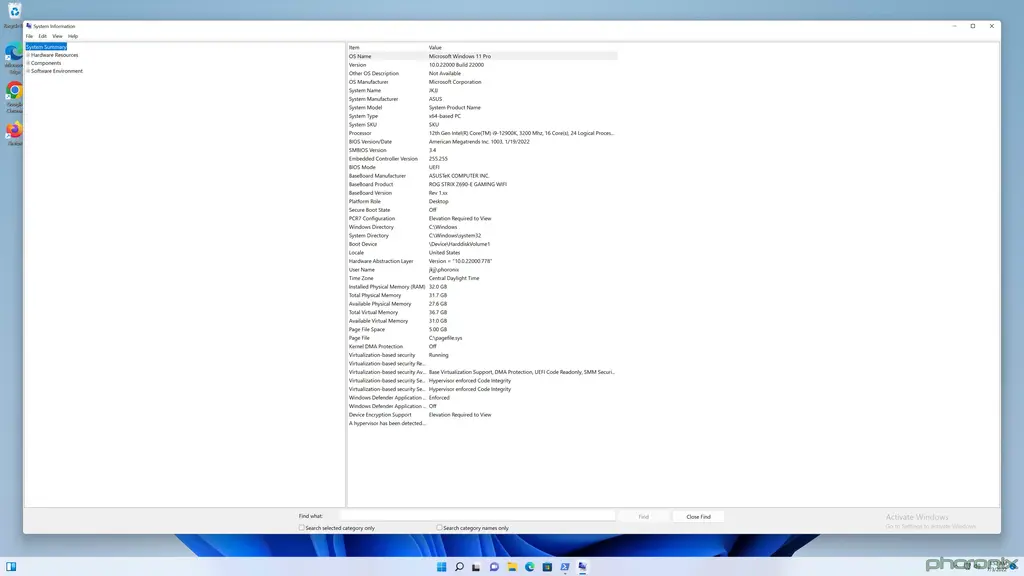 System Information
File Edit View Help
System Summary
Hardware Resources
Components
Software Environment
Item Value
OS Name Microsoft Windows 11 Pro
Version 10.0.22000 Build 22000
Other OS Description Not Available
OS Manufacturer Microsoft Corporation
System Name JKJJ
System Manufacturer ASUS
System Model System Product Name
System Type x64-based PC
System SKU SKU
Processor 12th Gen Intel(R) Core(TM) i9-12900K, 3200 Mhz, 16 Core(s), 24 Logical Proces...
BIOS Version/Date American Megatrends Inc. 1003, 1/19/2022
SMBIOS Version 3.4
Embedded Controller Version 255.255
BIOS Mode UEFI
BaseBoard Manufacturer ASUSTeK COMPUTER INC.
BaseBoard Product ROG STRIX Z690-E GAMING WIFI
BaseBoard Version Rev 1.xx
Platform Role Desktop
Secure Boot State Off
PCR7 Configuration Elevation Required to View
Windows Directory C:\Windows
System Directory C:\Windows\system32
Boot Device \Device\HarddiskVolume1
Locale United States
Hardware Abstraction Layer Version = "10.0.22000.778"
User Name jkjj\phoronix
Time Zone Central Daylight Time
Installed Physical Memory (RAM) 32.0 GB
Total Physical Memory 31.7 GB
Available Physical Memory 27.6 GB
Total Virtual Memory 36.7 GB
Available Virtual Memory 31.0 GB
Page File Space 5.00 GB
Page File C:\pagefile.sys
Kernel DMA Protection Off
Virtualization-based security Running
Virtualization-based security Re...
Virtualization-based security Av... Base Virtualization Support, DMA Protection, UEFI Code Readonly, SMM Securi...
Virtualization-based security Se... Hypervisor enforced Code Integrity
Virtualization-based security Se... Hypervisor enforced Code Integrity
Windows Defender Application ... Enforced
Windows Defender Application ... Off
Device Encryption Support Elevation Required to View
A hypervisor has been detected...
Find what:
Find
Close Find
Search selected category only
Search category names only
Activate Windows
Go to Settings to activate Windows.
phoronix